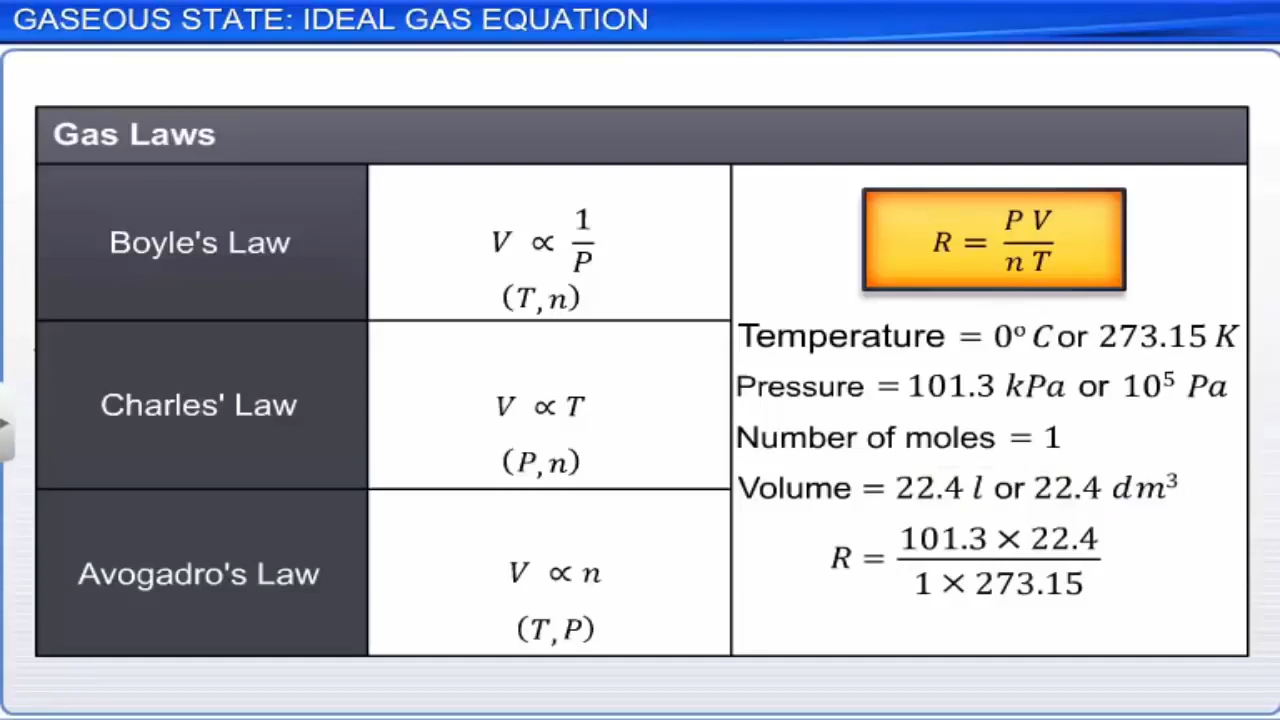 GASEOUS STATE: IDEAL GAS EQUATION
Gas Laws
Boyle's Law
V ∝ 1/P
(T, n)
Charles' Law
V ∝ T
(P, n)
Avogadro's Law
V ∝ n
(T, P)
R = P V / n T
Temperature = 0° C or 273.15 K
Pressure = 101.3 kPa or 10⁵ Pa
Number of moles = 1
Volume = 22.4 l or 22.4 dm³
R = 101.3 × 22.4 / 1 × 273.15